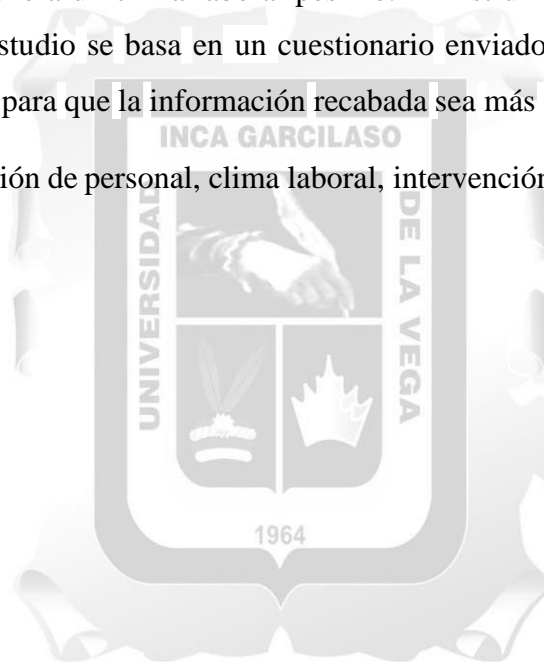 studio se basa en un cuestionario enviado
para que la información recabada sea más
INCA GARCILASO
ión de personal, clima laboral, intervención
UNIVERSIDAD
DE LA VEGA
1964